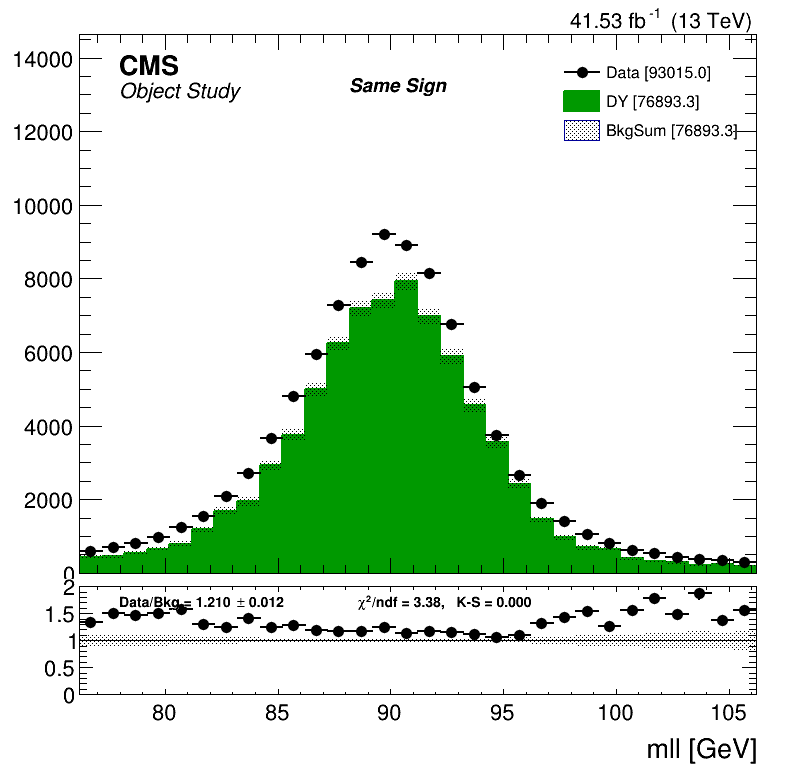 41.53 fb⁻¹ (13 TeV)
CMS
Object Study
Same Sign
Data [93015.0]
DY [76893.3]
BkgSum [76893.3]
14000
12000
10000
8000
6000
4000
2000
0
Data/Bkg = 1.210 ± 0.012
χ²/ndf = 3.38, K-S = 0.000
2
1.5
1
0.5
0
80 85 90 95 100 105
mll [GeV]